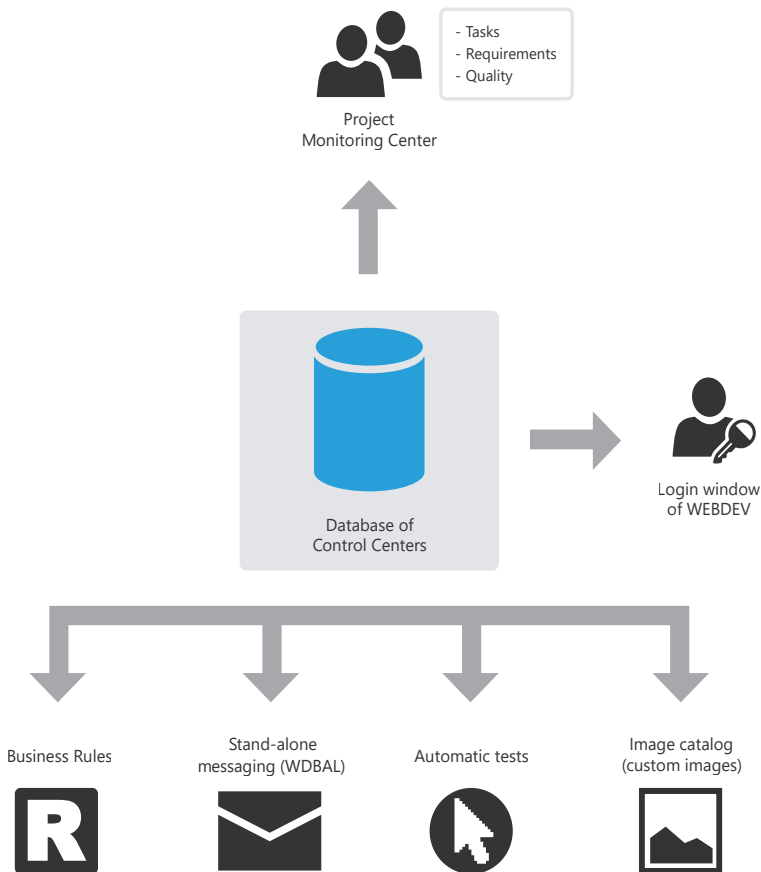 - Tasks
- Requirements
- Quality
Project
Monitoring Center
Database of
Control Centers
Login window
of WEBDEV
Business Rules
Stand-alone
messaging (WDBAL)
Automatic tests
Image catalog
(custom images)
R